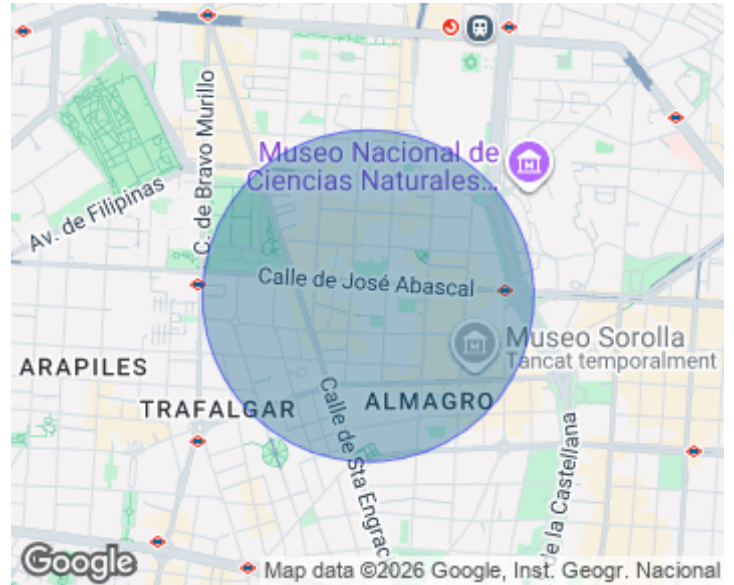 C. de Bravo Murillo
Museo Nacional de
Ciencias Naturales...
Av. de Filipinas
Calle de José Abascal
Museo Sorolla
Tancat temporalment
ARAPILES
TRAFALGAR
ALMAGRO
Calle de Sta Engrac
de la Castellana
Google
Map data ©2026 Google, Inst. Geogr. Nacional